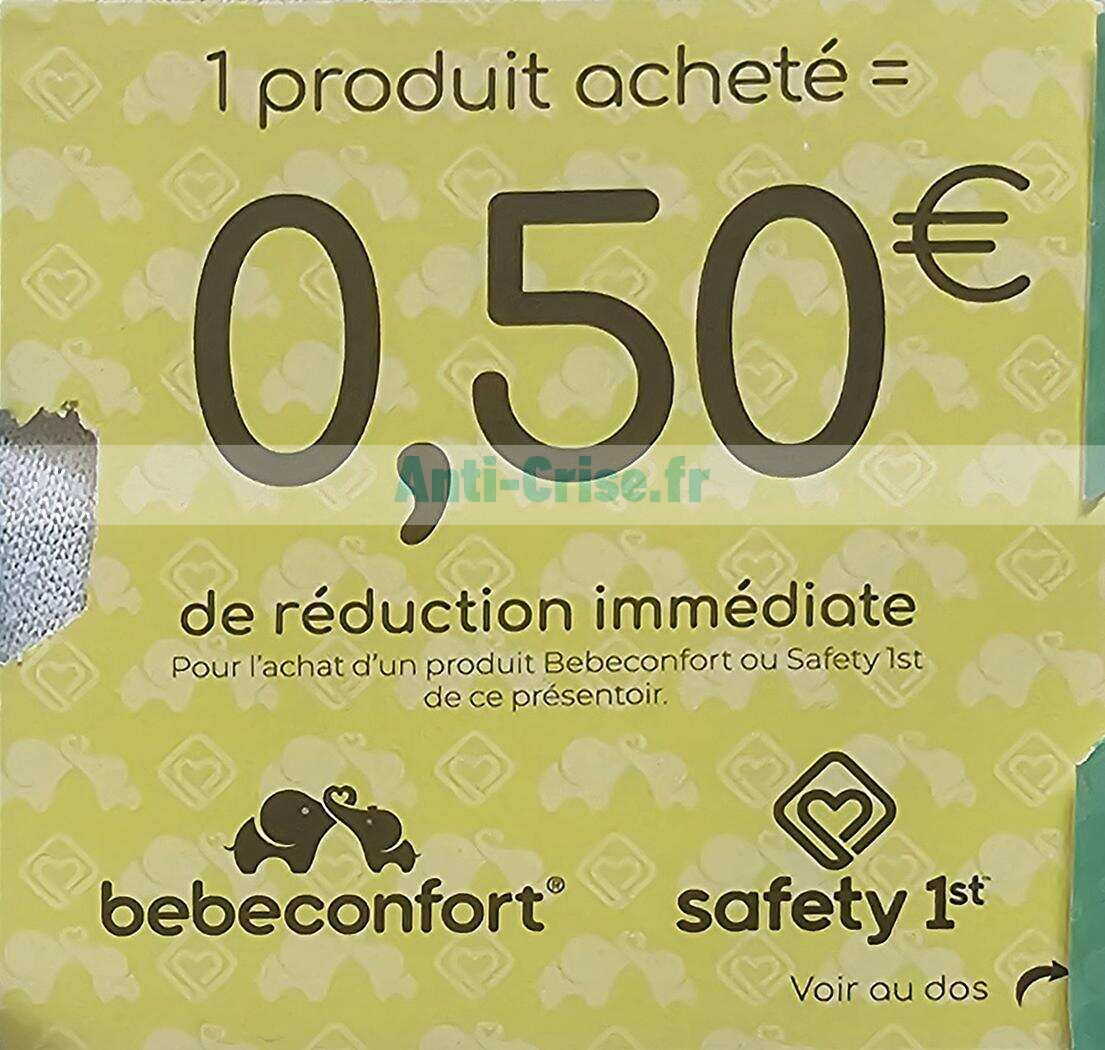 1 produit acheté =
0,50€
Anti-Crise.fr
de réduction immédiate
Pour l'achat d'un produit Bebeconfort ou Safety 1st
de ce présentoir.
bebeconfort®
safety 1st™
Voir au dos